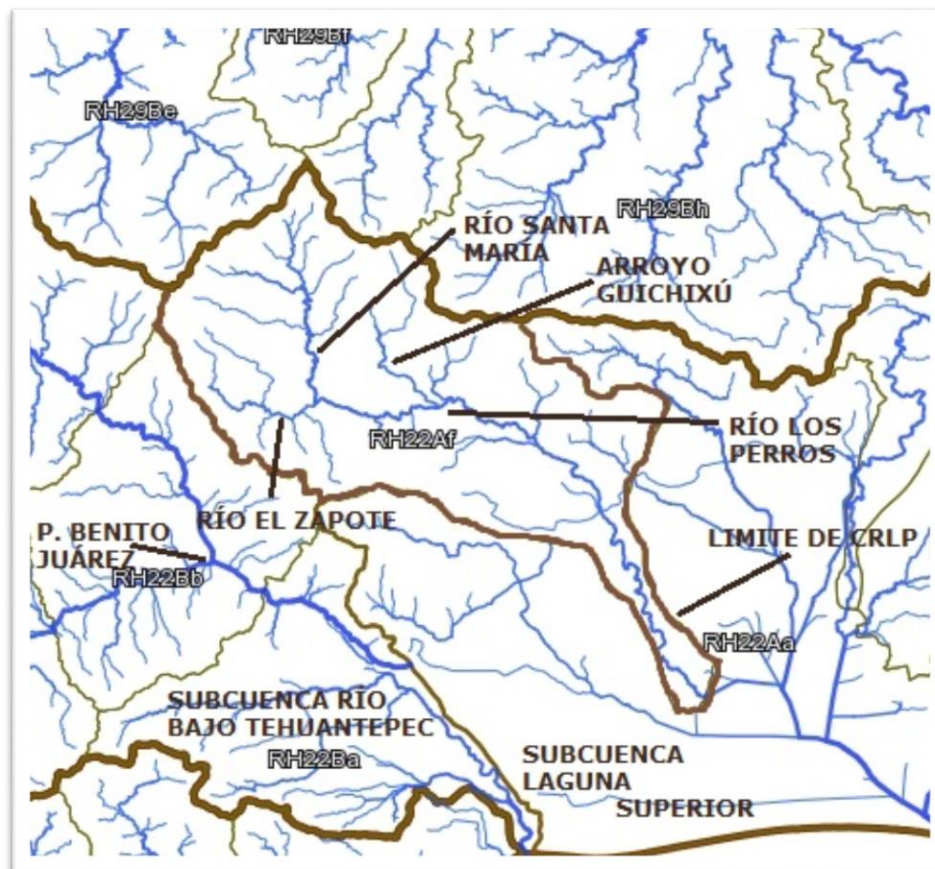 RH29Bf
RH29Be
RH29Bh
RÍO SANTA
MARÍA
ARROYO
GUICHIXÚ
RÍO LOS
PERROS
RH22Af
RÍO EL ZAPOTE
P. BENITO
JUÁREZ
RH22Bb
LIMITE DE CRLP
RH22Aa
SUBCUENCA RÍO
BAJO TEHUANTEPEC
RH22Ba
SUBCUENCA
LAGUNA
SUPERIOR